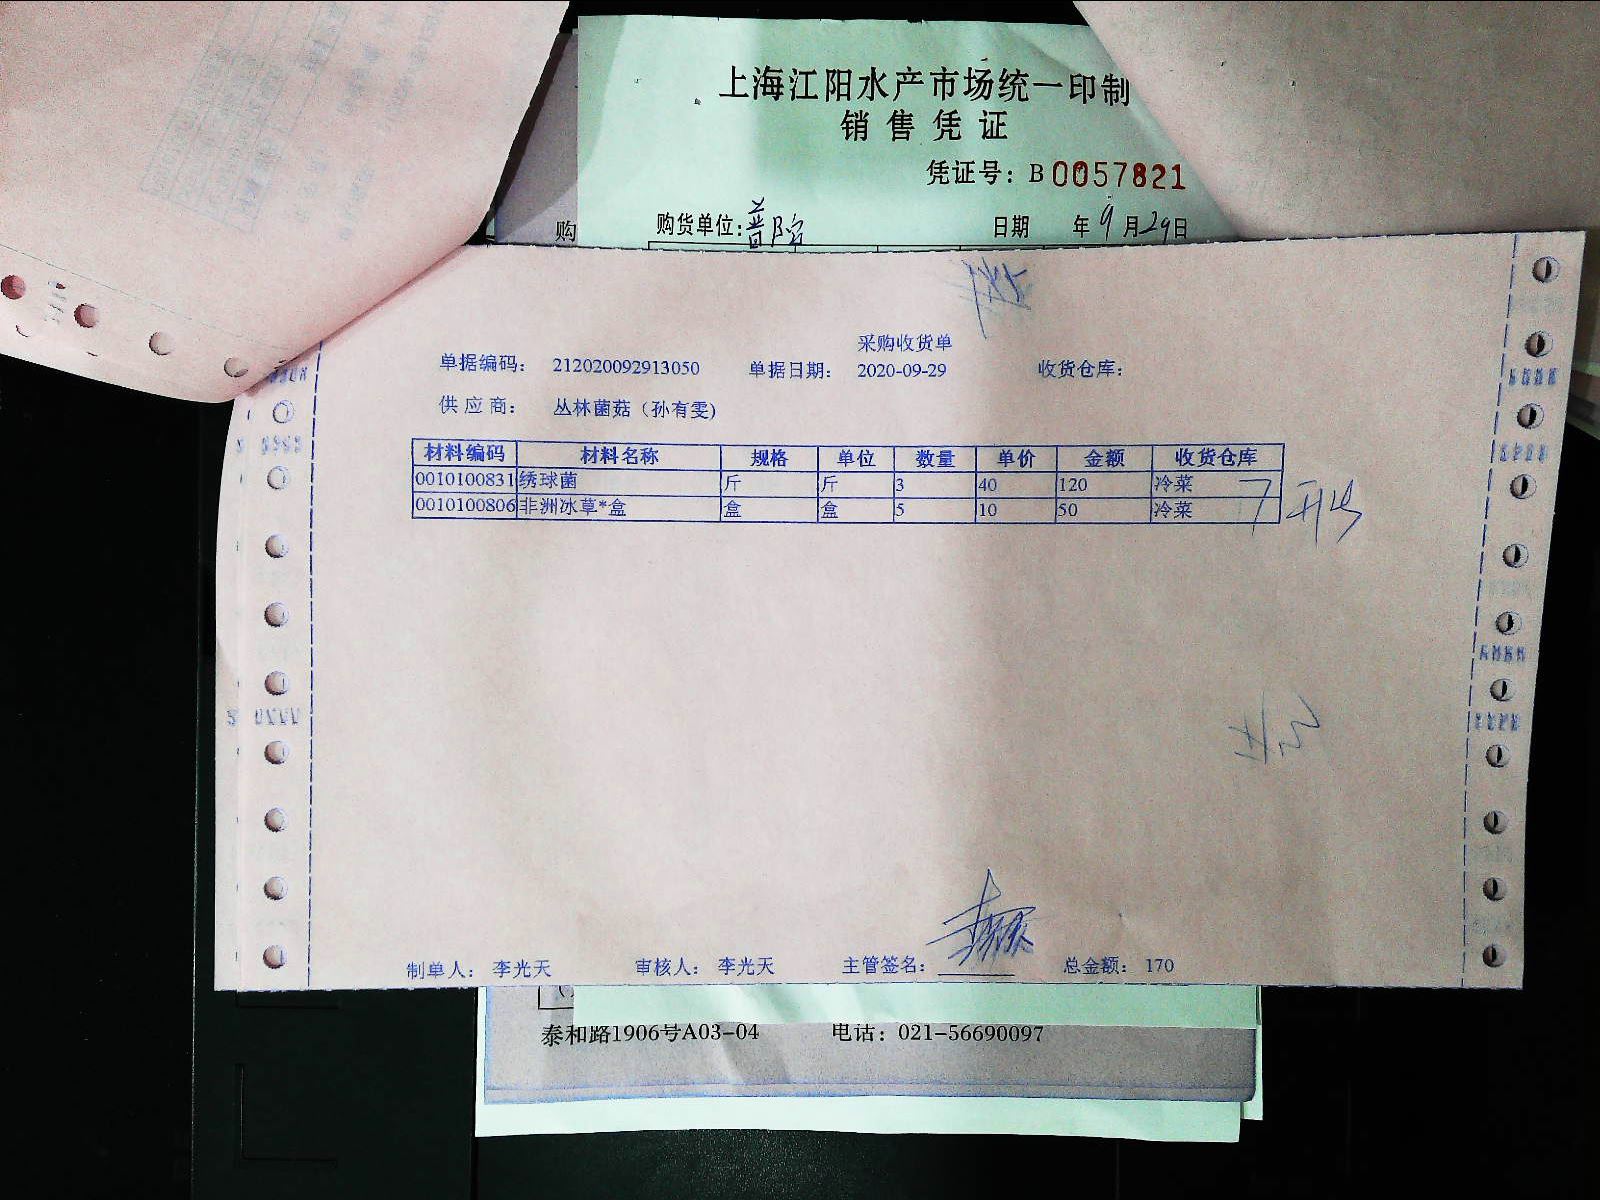 上海江阳水产市场统一印制
销售凭证
凭证号：B0057821
购
购货单位：普陀 日期 年9月29日
采购收货单
单据编码： 212020092913050 单据日期： 2020-09-29 收货仓库：
供应商： 丛林菌菇（孙有雯)
材料编码 材料名称 规格 单位 数量 单价 金额 收货仓库
0010100831 绣球菌 斤 斤 3 40 120 冷菜
0010100806 非洲冰草*盒 盒 盒 5 10 50 冷菜
制单人： 李光天 审核人： 李光天 主管签名： 总金额： 170
泰和路1906号A03-04 电话：021-56690097